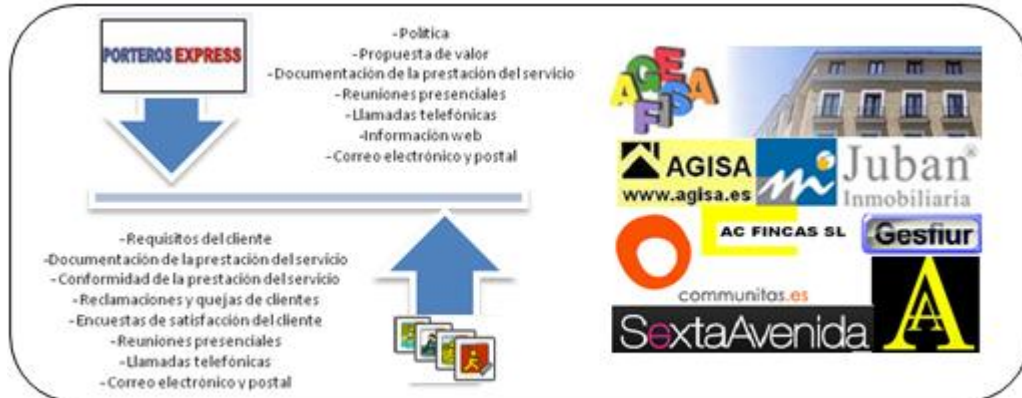 PORTEROS EXPRESS
-Política
-Propuesta de valor
-Documentación de la prestación del servicio
-Reuniones presenciales
-Llamadas telefónicas
-Información web
-Correo electrónico y postal
-Requisitos del cliente
-Documentación de la prestación del servicio
-Conformidad de la prestación del servicio
-Reclamaciones y quejas de clientes
-Encuestas de satisfacción del cliente
-Reuniones presenciales
-Llamadas telefónicas
-Correo electrónico y postal
AGEFISA
AGISA
www.agisa.es
Juban®
Inmobiliaria
AC FINCAS SL
Gesfiur
communitas.es
SextaAvenida
AAA